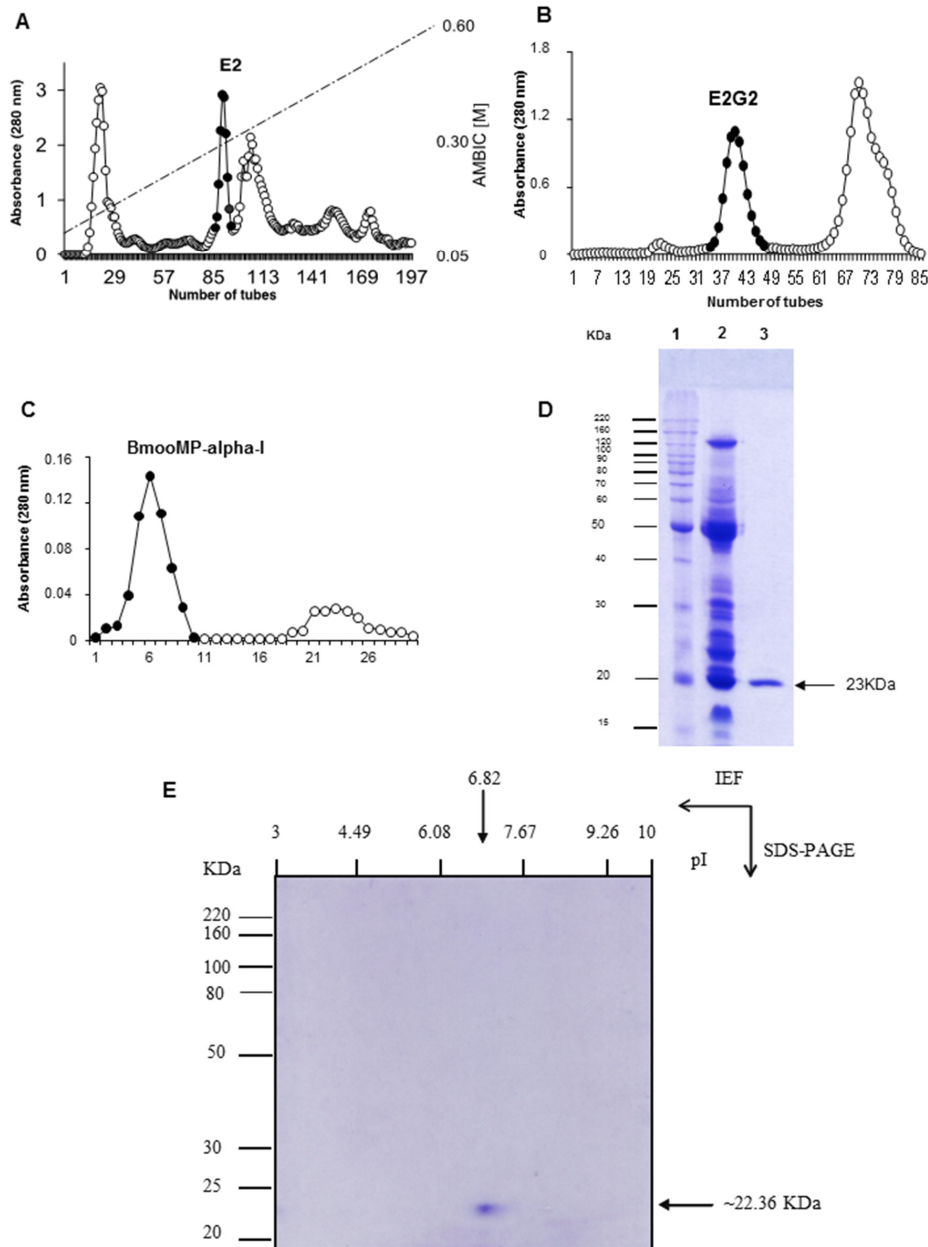 A
0.60
E2
3
2
1
0
Absorbance (280 nm)
0.30
AMBIC [M]
0.05
1 29 57 85 113 141 169 197
Number of tubes
B
1.8
E2G2
1.2
0.6
0
Absorbance (280 nm)
1 7 13 19 25 31 37 43 49 55 61 67 73 79 85
Number of tubes
C
BmooMP-alpha-I
0.16
0.12
0.08
0.04
0
Absorbance (280 nm)
1 6 11 16 21 26
KDa 1 2 3
D
220
160
120
100
90
80
70
60
50
40
30
20
15
23KDa
E
6.82
IEF
3 4.49 6.08 7.67 9.26 10
pI
SDS-PAGE
KDa
220
160
100
80
50
30
25
20
~22.36 KDa